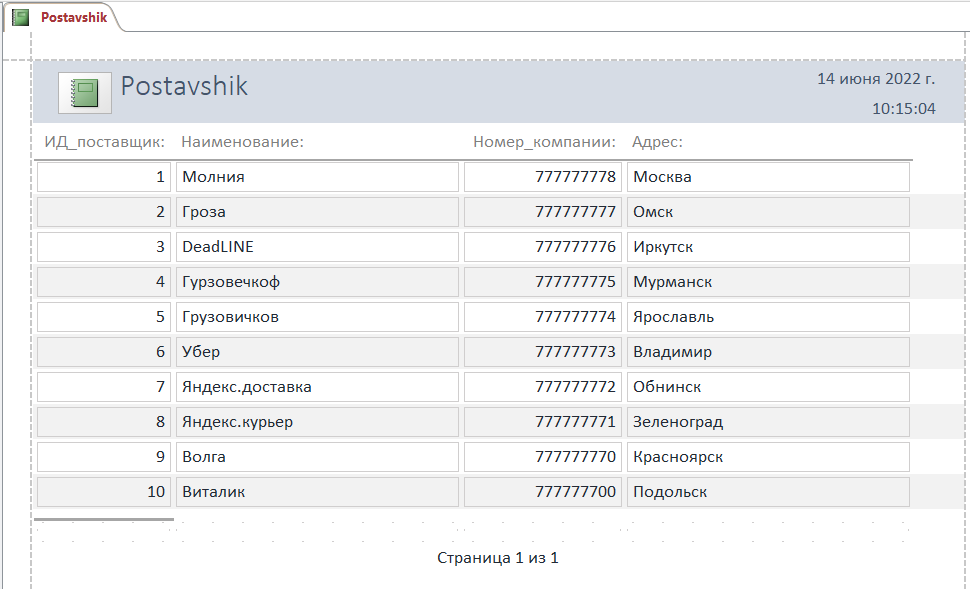 Postavshik
Postavshik
14 июня 2022 г.
10:15:04
ИД_поставщик: Наименование: Номер_компании: Адрес:
1 Молния 777777778 Москва
2 Гроза 777777777 Омск
3 DeadLINE 777777776 Иркутск
4 Гурзовечкоф 777777775 Мурманск
5 Грузовичков 777777774 Ярославль
6 Убер 777777773 Владимир
7 Яндекс.доставка 777777772 Обнинск
8 Яндекс.курьер 777777771 Зеленоград
9 Волга 777777770 Красноярск
10 Виталик 777777700 Подольск
Страница 1 из 1